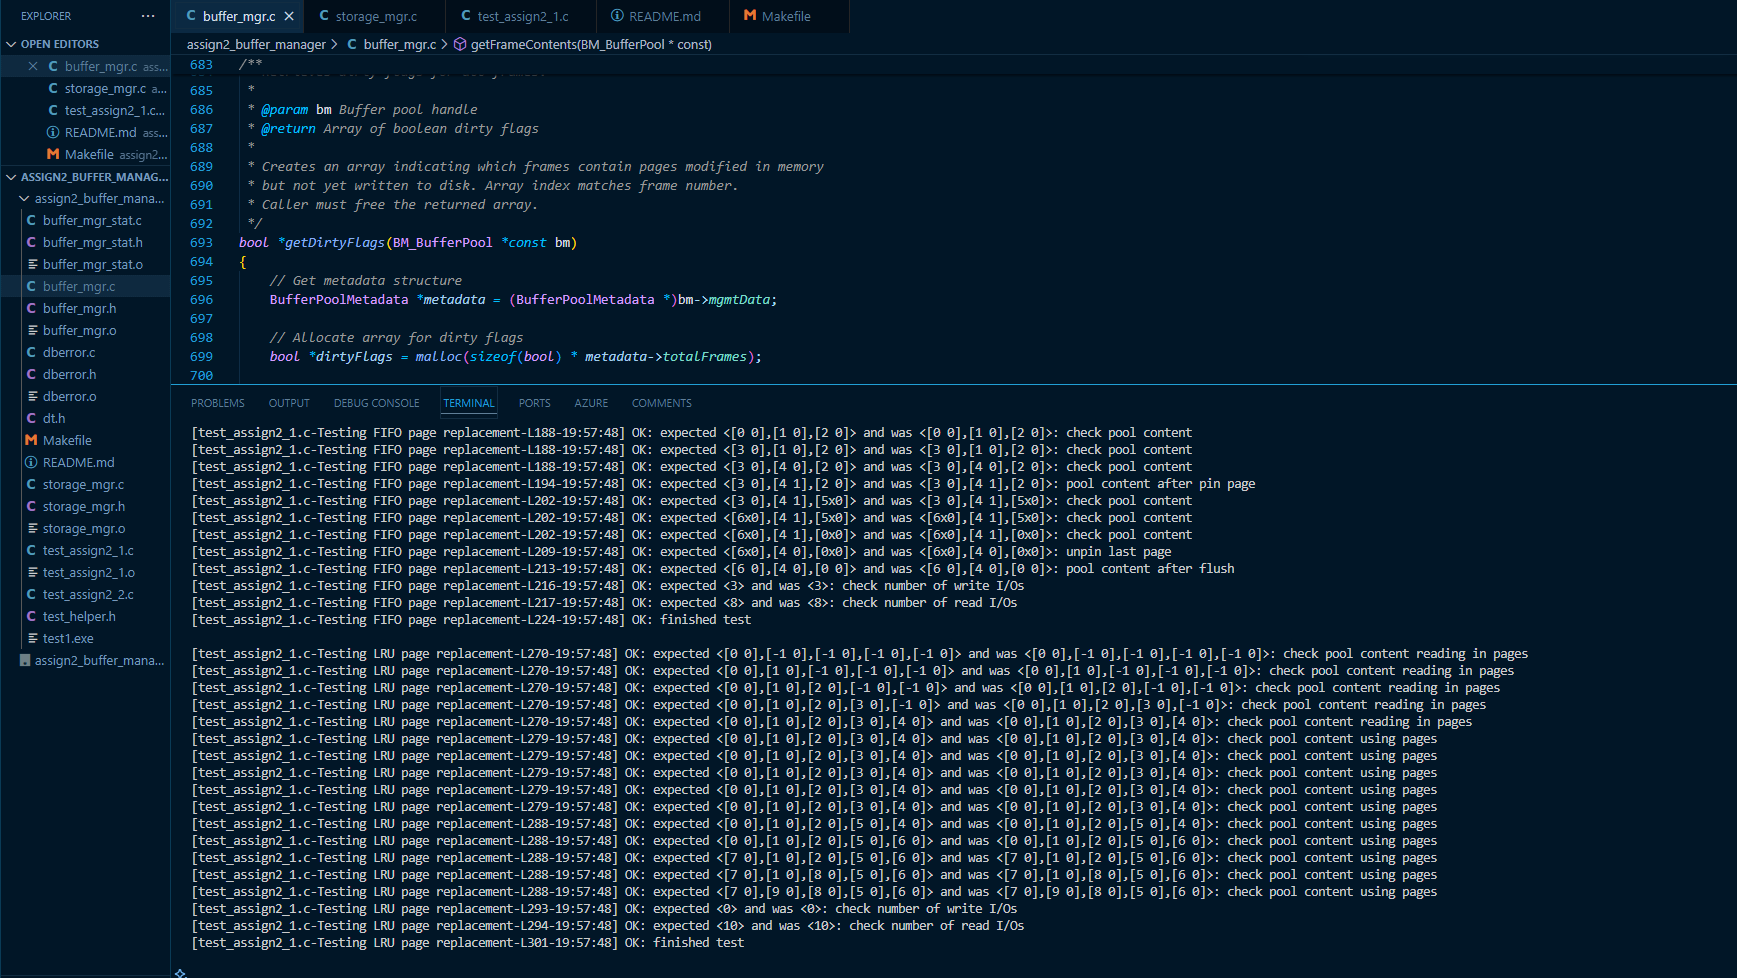 EXPLORER
···
OPEN EDITORS
buffer_mgr.c ass...
storage_mgr.c a...
test_assign2_1.c...
README.md ass...
Makefile assign2...
ASSIGN2_BUFFER_MANAG...
assign2_buffer_mana...
buffer_mgr_stat.c
buffer_mgr_stat.h
buffer_mgr_stat.o
buffer_mgr.c
buffer_mgr.h
buffer_mgr.o
dberror.c
dberror.h
dberror.o
dt.h
Makefile
README.md
storage_mgr.c
storage_mgr.h
storage_mgr.o
test_assign2_1.c
test_assign2_1.o
test_assign2_2.c
test_helper.h
test1.exe
assign2_buffer_mana...
buffer_mgr.c
storage_mgr.c
test_assign2_1.c
README.md
Makefile
assign2_buffer_manager > C buffer_mgr.c > getFrameContents(BM_BufferPool * const)
683 /**
685 *
686 * @param bm Buffer pool handle
687 * @return Array of boolean dirty flags
688 *
689 * Creates an array indicating which frames contain pages modified in memory
690 * but not yet written to disk. Array index matches frame number.
691 * Caller must free the returned array.
692 */
693 bool *getDirtyFlags(BM_BufferPool *const bm)
694 {
695 // Get metadata structure
696 BufferPoolMetadata *metadata = (BufferPoolMetadata *)bm->mgmtData;
697
698 // Allocate array for dirty flags
699 bool *dirtyFlags = malloc(sizeof(bool) * metadata->totalFrames);
700
PROBLEMS OUTPUT DEBUG CONSOLE TERMINAL PORTS AZURE COMMENTS
[test_assign2_1.c-Testing FIFO page replacement-L188-19:57:48] OK: expected <[0 0],[1 0],[2 0]> and was <[0 0],[1 0],[2 0]>: check pool content
[test_assign2_1.c-Testing FIFO page replacement-L188-19:57:48] OK: expected <[3 0],[1 0],[2 0]> and was <[3 0],[1 0],[2 0]>: check pool content
[test_assign2_1.c-Testing FIFO page replacement-L188-19:57:48] OK: expected <[3 0],[4 0],[2 0]> and was <[3 0],[4 0],[2 0]>: check pool content
[test_assign2_1.c-Testing FIFO page replacement-L194-19:57:48] OK: expected <[3 0],[4 1],[2 0]> and was <[3 0],[4 1],[2 0]>: pool content after pin page
[test_assign2_1.c-Testing FIFO page replacement-L202-19:57:48] OK: expected <[3 0],[4 1],[5x0]> and was <[3 0],[4 1],[5x0]>: check pool content
[test_assign2_1.c-Testing FIFO page replacement-L202-19:57:48] OK: expected <[6x0],[4 1],[5x0]> and was <[6x0],[4 1],[5x0]>: check pool content
[test_assign2_1.c-Testing FIFO page replacement-L202-19:57:48] OK: expected <[6x0],[4 1],[0x0]> and was <[6x0],[4 1],[0x0]>: check pool content
[test_assign2_1.c-Testing FIFO page replacement-L209-19:57:48] OK: expected <[6x0],[4 0],[0x0]> and was <[6x0],[4 0],[0x0]>: unpin last page
[test_assign2_1.c-Testing FIFO page replacement-L213-19:57:48] OK: expected <[6 0],[4 0],[0 0]> and was <[6 0],[4 0],[0 0]>: pool content after flush
[test_assign2_1.c-Testing FIFO page replacement-L216-19:57:48] OK: expected <3> and was <3>: check number of write I/Os
[test_assign2_1.c-Testing FIFO page replacement-L217-19:57:48] OK: expected <8> and was <8>: check number of read I/Os
[test_assign2_1.c-Testing FIFO page replacement-L224-19:57:48] OK: finished test
[test_assign2_1.c-Testing LRU page replacement-L270-19:57:48] OK: expected <[0 0],[-1 0],[-1 0],[-1 0],[-1 0]> and was <[0 0],[-1 0],[-1 0],[-1 0],[-1 0]>: check pool content reading in pages
[test_assign2_1.c-Testing LRU page replacement-L270-19:57:48] OK: expected <[0 0],[1 0],[-1 0],[-1 0],[-1 0]> and was <[0 0],[1 0],[-1 0],[-1 0],[-1 0]>: check pool content reading in pages
[test_assign2_1.c-Testing LRU page replacement-L270-19:57:48] OK: expected <[0 0],[1 0],[2 0],[-1 0],[-1 0]> and was <[0 0],[1 0],[2 0],[-1 0],[-1 0]>: check pool content reading in pages
[test_assign2_1.c-Testing LRU page replacement-L270-19:57:48] OK: expected <[0 0],[1 0],[2 0],[3 0],[-1 0]> and was <[0 0],[1 0],[2 0],[3 0],[-1 0]>: check pool content reading in pages
[test_assign2_1.c-Testing LRU page replacement-L270-19:57:48] OK: expected <[0 0],[1 0],[2 0],[3 0],[4 0]> and was <[0 0],[1 0],[2 0],[3 0],[4 0]>: check pool content reading in pages
[test_assign2_1.c-Testing LRU page replacement-L279-19:57:48] OK: expected <[0 0],[1 0],[2 0],[3 0],[4 0]> and was <[0 0],[1 0],[2 0],[3 0],[4 0]>: check pool content using pages
[test_assign2_1.c-Testing LRU page replacement-L279-19:57:48] OK: expected <[0 0],[1 0],[2 0],[3 0],[4 0]> and was <[0 0],[1 0],[2 0],[3 0],[4 0]>: check pool content using pages
[test_assign2_1.c-Testing LRU page replacement-L279-19:57:48] OK: expected <[0 0],[1 0],[2 0],[3 0],[4 0]> and was <[0 0],[1 0],[2 0],[3 0],[4 0]>: check pool content using pages
[test_assign2_1.c-Testing LRU page replacement-L279-19:57:48] OK: expected <[0 0],[1 0],[2 0],[3 0],[4 0]> and was <[0 0],[1 0],[2 0],[3 0],[4 0]>: check pool content using pages
[test_assign2_1.c-Testing LRU page replacement-L279-19:57:48] OK: expected <[0 0],[1 0],[2 0],[3 0],[4 0]> and was <[0 0],[1 0],[2 0],[3 0],[4 0]>: check pool content using pages
[test_assign2_1.c-Testing LRU page replacement-L288-19:57:48] OK: expected <[0 0],[1 0],[2 0],[5 0],[4 0]> and was <[0 0],[1 0],[2 0],[5 0],[4 0]>: check pool content using pages
[test_assign2_1.c-Testing LRU page replacement-L288-19:57:48] OK: expected <[0 0],[1 0],[2 0],[5 0],[6 0]> and was <[0 0],[1 0],[2 0],[5 0],[6 0]>: check pool content using pages
[test_assign2_1.c-Testing LRU page replacement-L288-19:57:48] OK: expected <[7 0],[1 0],[2 0],[5 0],[6 0]> and was <[7 0],[1 0],[2 0],[5 0],[6 0]>: check pool content using pages
[test_assign2_1.c-Testing LRU page replacement-L288-19:57:48] OK: expected <[7 0],[1 0],[8 0],[5 0],[6 0]> and was <[7 0],[1 0],[8 0],[5 0],[6 0]>: check pool content using pages
[test_assign2_1.c-Testing LRU page replacement-L288-19:57:48] OK: expected <[7 0],[9 0],[8 0],[5 0],[6 0]> and was <[7 0],[9 0],[8 0],[5 0],[6 0]>: check pool content using pages
[test_assign2_1.c-Testing LRU page replacement-L293-19:57:48] OK: expected <0> and was <0>: check number of write I/Os
[test_assign2_1.c-Testing LRU page replacement-L294-19:57:48] OK: expected <10> and was <10>: check number of read I/Os
[test_assign2_1.c-Testing LRU page replacement-L301-19:57:48] OK: finished test